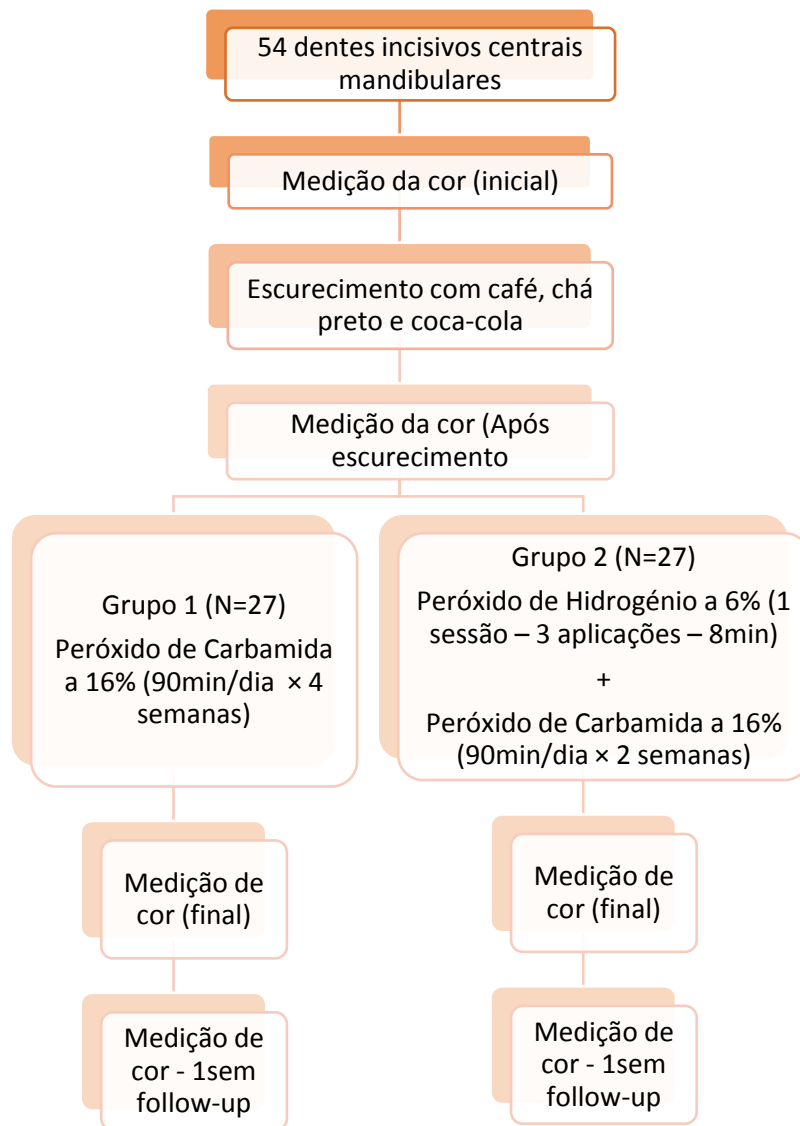 54 dentes incisivos centrais
mandibulares
Medição da cor (inicial)
Escurecimento com café, chá
preto e coca-cola
Medição da cor (Após
escurecimento
Grupo 1 (N=27)
Peróxido de Carbamida
a 16% (90min/dia × 4
semanas)
Grupo 2 (N=27)
Peróxido de Hidrogénio a 6% (1
sessão – 3 aplicações – 8min)
+
Peróxido de Carbamida a 16%
(90min/dia × 2 semanas)
Medição de
cor (final)
Medição de
cor (final)
Medição de
cor - 1sem
follow-up
Medição de
cor - 1sem
follow-up